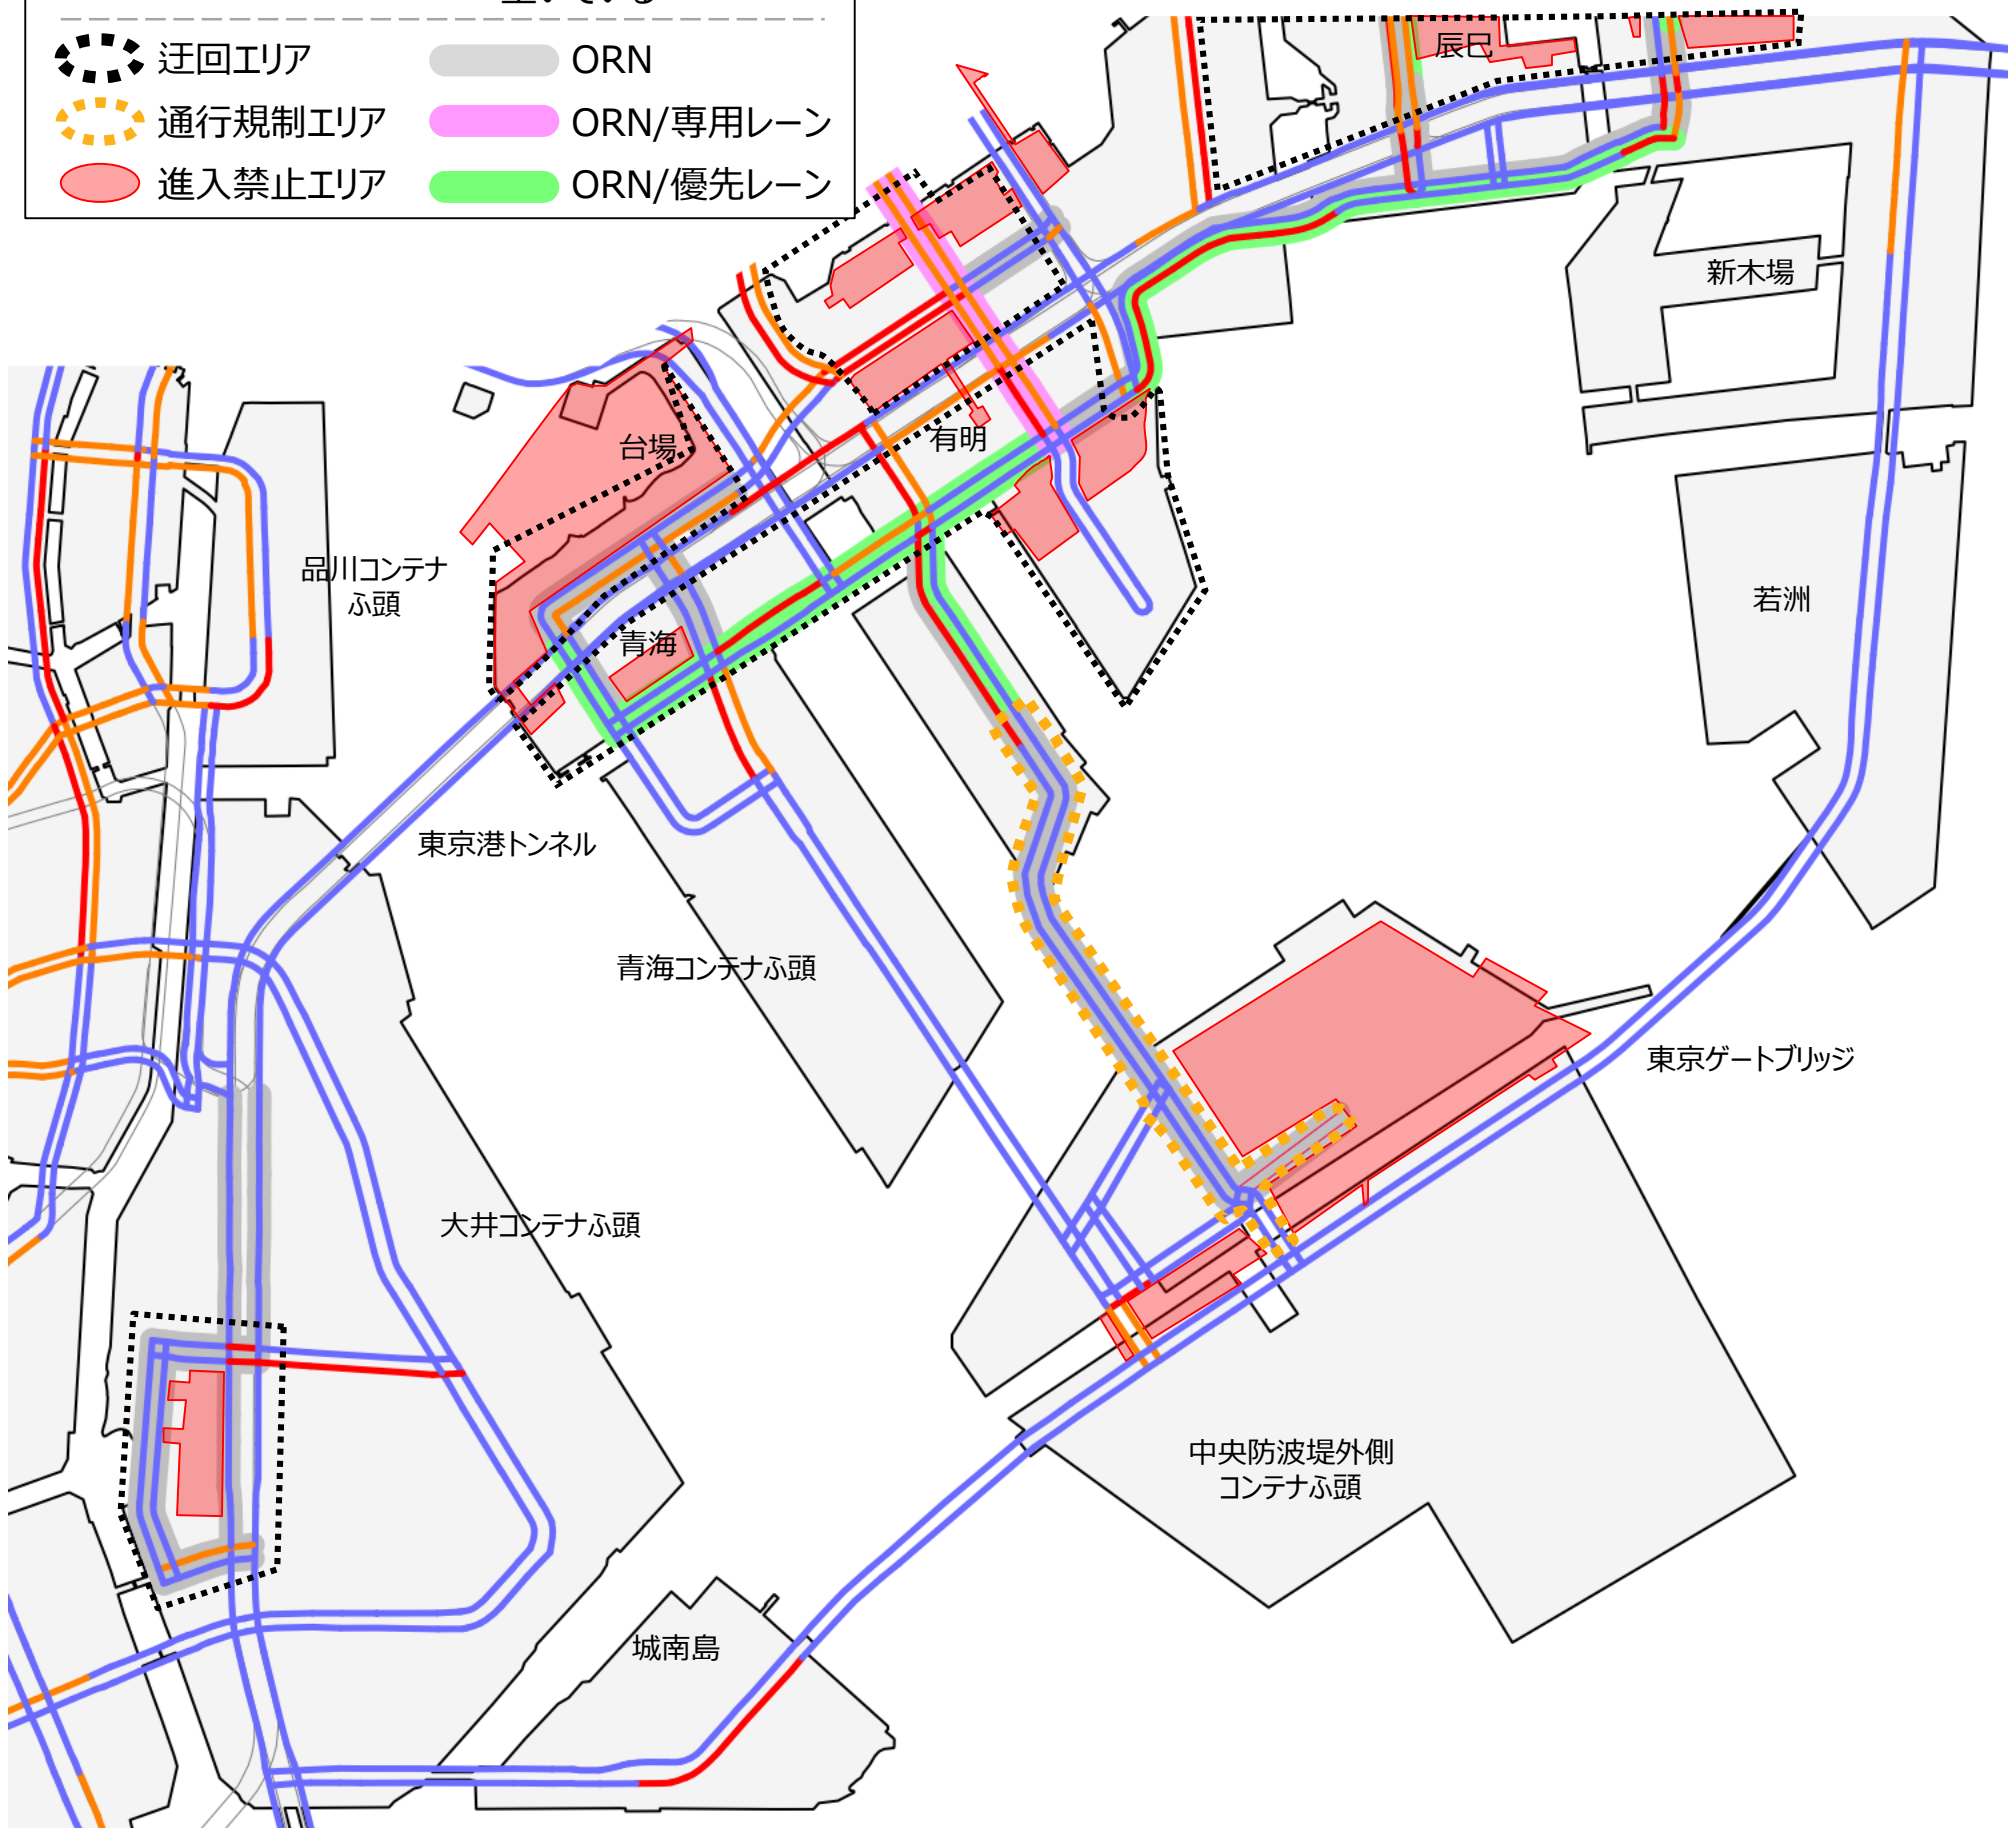 空いている
迂回エリア
ORN
通行規制エリア
ORN/専用レーン
進入禁止エリア
ORN/優先レーン
辰巳
新木場
台場
有明
品川コンテナ
ふ頭
若洲
青海
東京港トンネル
青海コンテナふ頭
東京ゲートブリッジ
大井コンテナふ頭
中央防波堤外側
コンテナふ頭
城南島